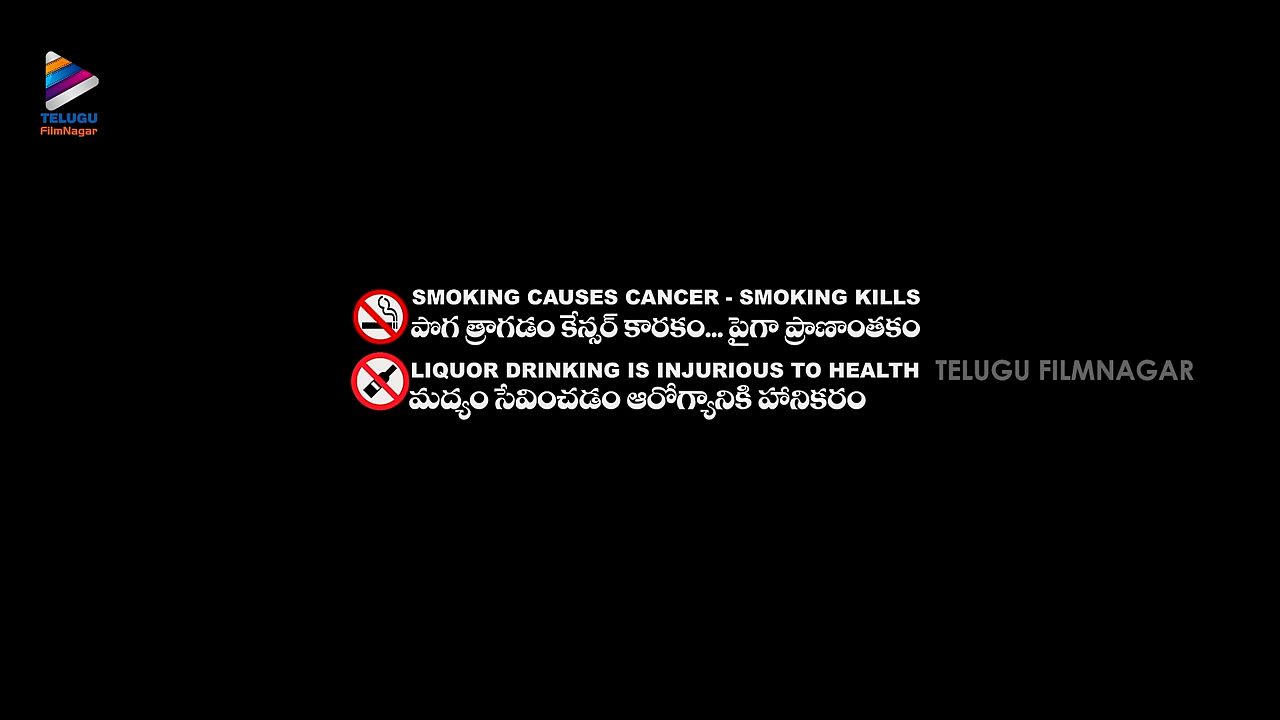 TELUGU
FilmNagar
SMOKING CAUSES CANCER - SMOKING KILLS
పొగ త్రాగడం కేన్సర్ కారకం... పైగా ప్రాణాంతకం
LIQUOR DRINKING IS INJURIOUS TO HEALTH
TELUGU FILMNAGAR
మద్యం సేవించడం ఆరోగ్యానికి హానికరం